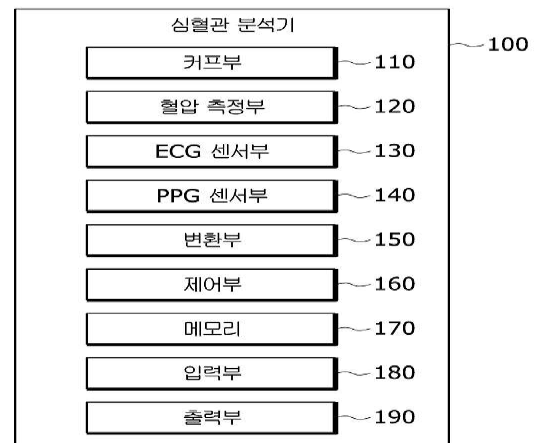 심혈관 분석기
100
커프부 110
혈압 측정부 120
ECG 센서부 130
PPG 센서부 140
변환부 150
제어부 160
메모리 170
입력부 180
출력부 190